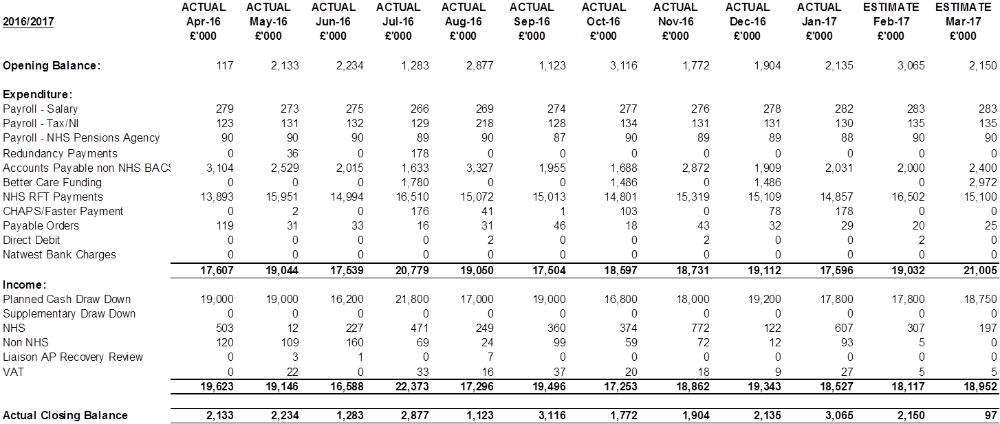 ACTUAL ACTUAL ACTUAL ACTUAL ACTUAL ACTUAL ACTUAL ACTUAL ACTUAL ACTUAL ESTIMATE ESTIMATE
2016/2017 Apr-16 May-16 Jun-16 Jul-16 Aug-16 Sep-16 Oct-16 Nov-16 Dec-16 Jan-17 Feb-17 Mar-17
£'000 £'000 £'000 £'000 £'000 £'000 £'000 £'000 £'000 £'000 £'000 £'000
Opening Balance: 117 2,133 2,234 1,283 2,877 1,123 3,116 1,772 1,904 2,135 3,065 2,150
Expenditure:
Payroll - Salary 279 273 275 266 269 274 277 276 278 282 283 283
Payroll - Tax/NI 123 131 132 129 218 128 134 131 131 130 135 135
Payroll - NHS Pensions Agency 90 90 90 89 90 87 90 89 89 88 90 90
Redundancy Payments 0 36 0 178 0 0 0 0 0 0 0 0
Accounts Payable non NHS BACS 3,104 2,529 2,015 1,633 3,327 1,955 1,688 2,872 1,909 2,031 2,000 2,400
Better Care Funding 0 0 0 1,780 0 0 1,486 0 1,486 0 0 2,972
NHS RFT Payments 13,893 15,951 14,994 16,510 15,072 15,013 14,801 15,319 15,109 14,857 16,502 15,100
CHAPS/Faster Payment 0 2 0 176 41 1 103 0 78 178 0 0
Payable Orders 119 31 33 16 31 46 18 43 32 29 20 25
Direct Debit 0 0 0 0 2 0 0 2 0 0 2 0
Natwest Bank Charges 0 0 0 0 0 0 0 0 0 0 0 0
17,607 19,044 17,539 20,779 19,050 17,504 18,597 18,731 19,112 17,596 19,032 21,005
Income:
Planned Cash Draw Down 19,000 19,000 16,200 21,800 17,000 19,000 16,800 18,000 19,200 17,800 17,800 18,750
Supplementary Draw Down 0 0 0 0 0 0 0 0 0 0 0 0
NHS 503 12 227 471 249 360 374 772 122 607 307 197
Non NHS 120 109 160 69 24 99 59 72 12 93 5 0
Liaison AP Recovery Review 0 3 1 0 7 0 0 0 0 0 0 0
VAT 0 22 0 33 16 37 20 18 9 27 5 5
19,623 19,146 16,588 22,373 17,296 19,496 17,253 18,862 19,343 18,527 18,117 18,952
Actual Closing Balance 2,133 2,234 1,283 2,877 1,123 3,116 1,772 1,904 2,135 3,065 2,150 97